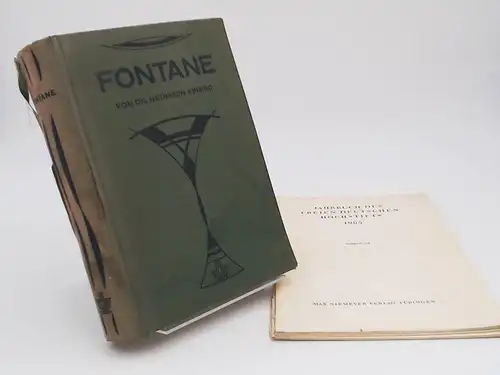 FONTANE
FONTANE
VON DR. HEINRICH SPIERO
JAHRBUCH DES
FREIEN DEUTSCHEN
HOCHSTIFTS
1965
MAX NIEMEYER VERLAG TÜBINGEN